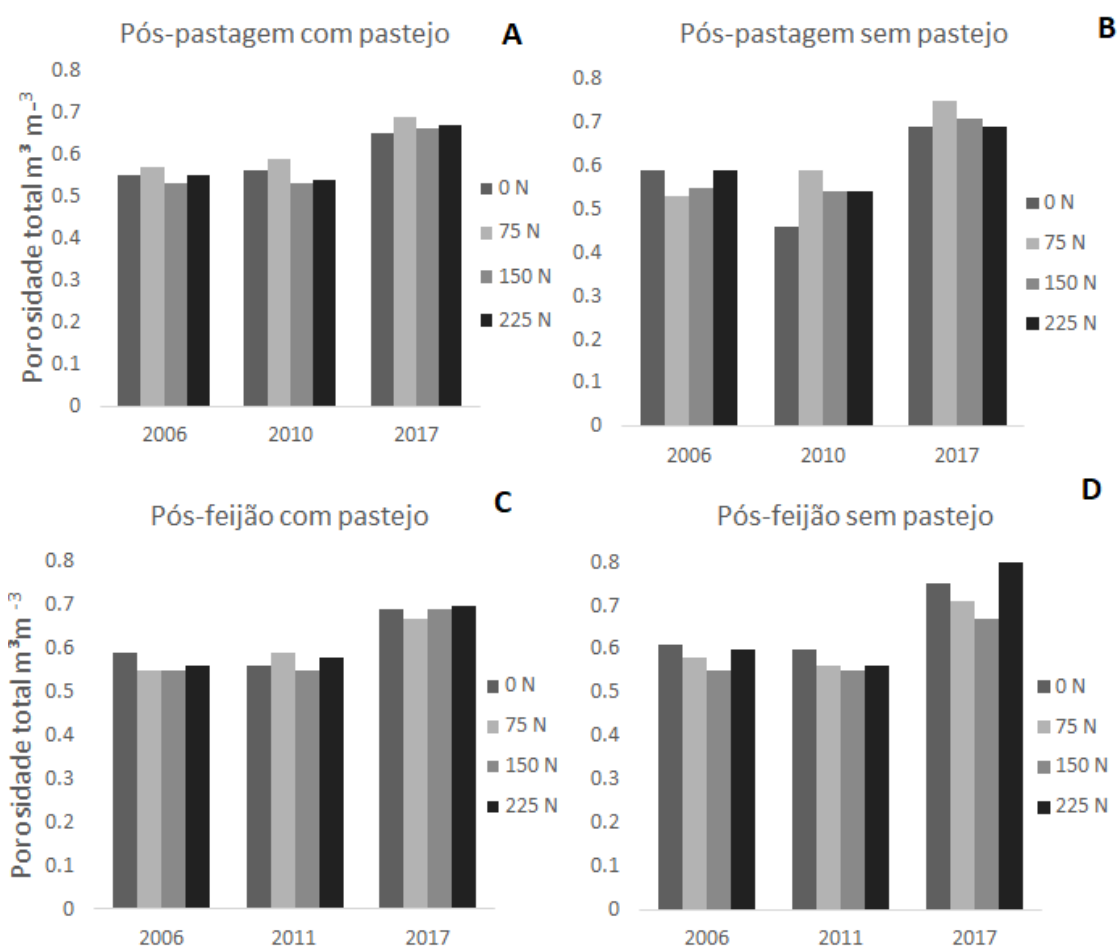 Pós-pastagem com pastejo
A
Porosidade total m³ m-³
0.8
0.7
0.6
0.5
0.4
0.3
0.2
0.1
0
2006 2010 2017
0 N
75 N
150 N
225 N
Pós-pastagem sem pastejo
B
0.8
0.7
0.6
0.5
0.4
0.3
0.2
0.1
0
2006 2010 2017
0 N
75 N
150 N
225 N
Pós-feijão com pastejo
C
Porosidade total m³m -³
0.8
0.7
0.6
0.5
0.4
0.3
0.2
0.1
0
2006 2011 2017
0 N
75 N
150 N
225 N
Pós-feijão sem pastejo
D
0.8
0.7
0.6
0.5
0.4
0.3
0.2
0.1
0
2006 2011 2017
0 N
75 N
150 N
225 N